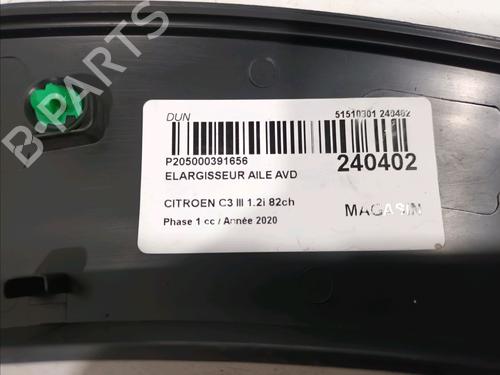 B-PARTS
DUN 51510301 240402
P205000391656
240402
ELARGISSEUR AILE AVD
CITROEN C3 III 1.2i 82ch
MAGASIN
Phase 1 cc / Année 2020